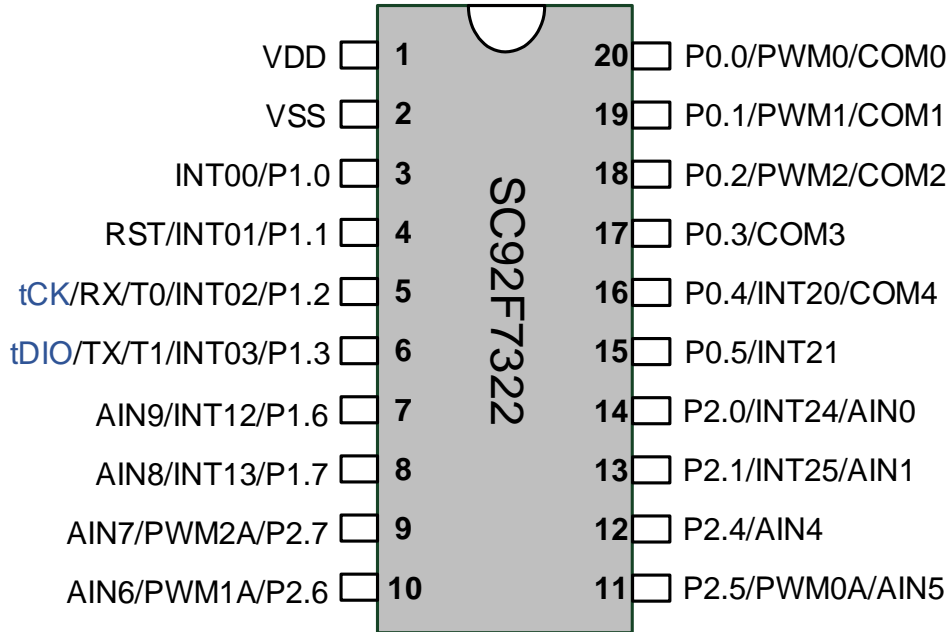 VDD 1 20 P0.0/PWM0/COM0
VSS 2 19 P0.1/PWM1/COM1
INT00/P1.0 3 18 P0.2/PWM2/COM2
RST/INT01/P1.1 4 17 P0.3/COM3
tCK/RX/T0/INT02/P1.2 5 16 P0.4/INT20/COM4
tDIO/TX/T1/INT03/P1.3 6 15 P0.5/INT21
AIN9/INT12/P1.6 7 14 P2.0/INT24/AIN0
AIN8/INT13/P1.7 8 13 P2.1/INT25/AIN1
AIN7/PWM2A/P2.7 9 12 P2.4/AIN4
AIN6/PWM1A/P2.6 10 11 P2.5/PWM0A/AIN5
SC92F7322